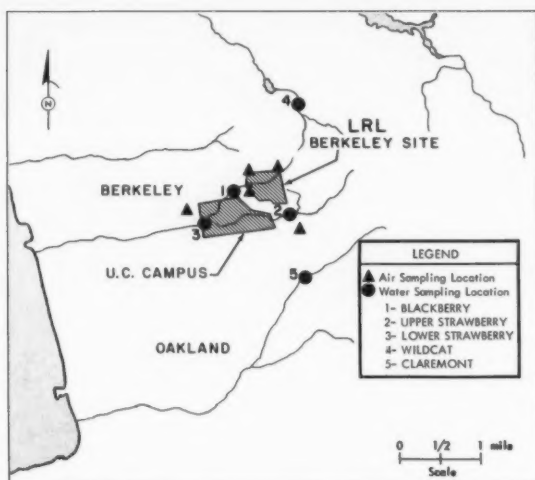 N
4
LRL
BERKELEY SITE
BERKELEY
1
2
3
U.C. CAMPUS
5
OAKLAND
LEGEND
Air Sampling Location
Water Sampling Location
1- BLACKBERRY
2- UPPER STRAWBERRY
3- LOWER STRAWBERRY
4- WILDCAT
5- CLAREMONT
0 1/2 1 mile
Scale